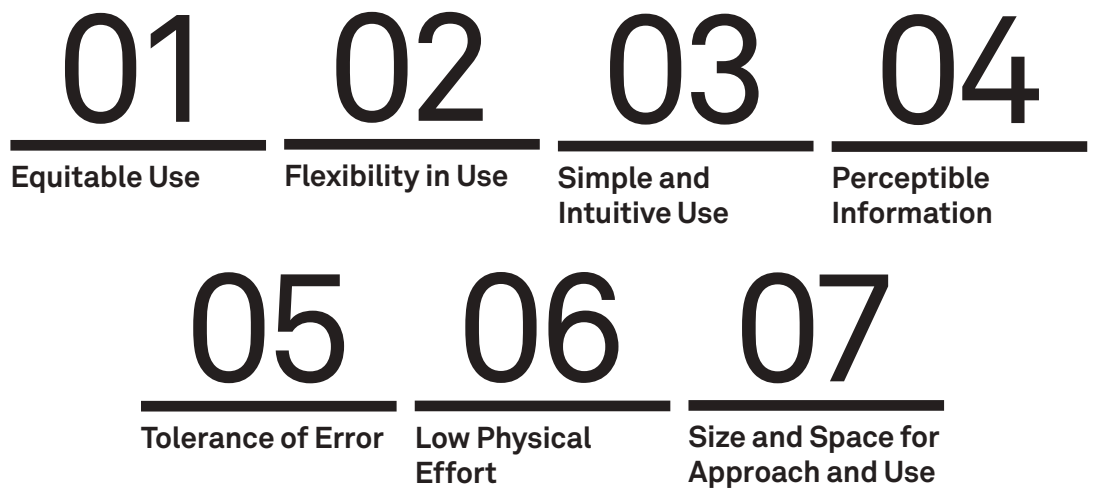 01
Equitable Use
02
Flexibility in Use
03
Simple and
Intuitive Use
04
Perceptible
Information
05
Tolerance of Error
06
Low Physical
Effort
07
Size and Space for
Approach and Use